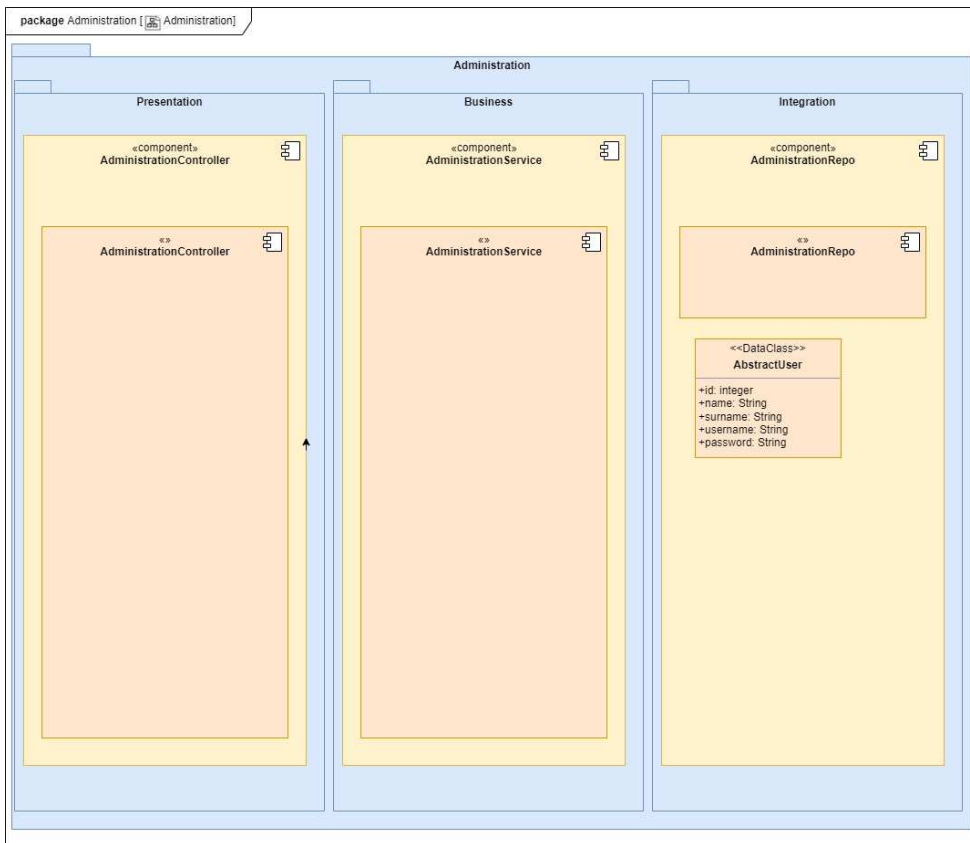 package Administration [ Administration]
Administration
Presentation
«component»
AdministrationController
«»
AdministrationController
Business
«component»
AdministrationService
«»
AdministrationService
Integration
«component»
AdministrationRepo
«»
AdministrationRepo
<<DataClass>>
AbstractUser
+id: integer
+name: String
+surname: String
+username: String
+password: String